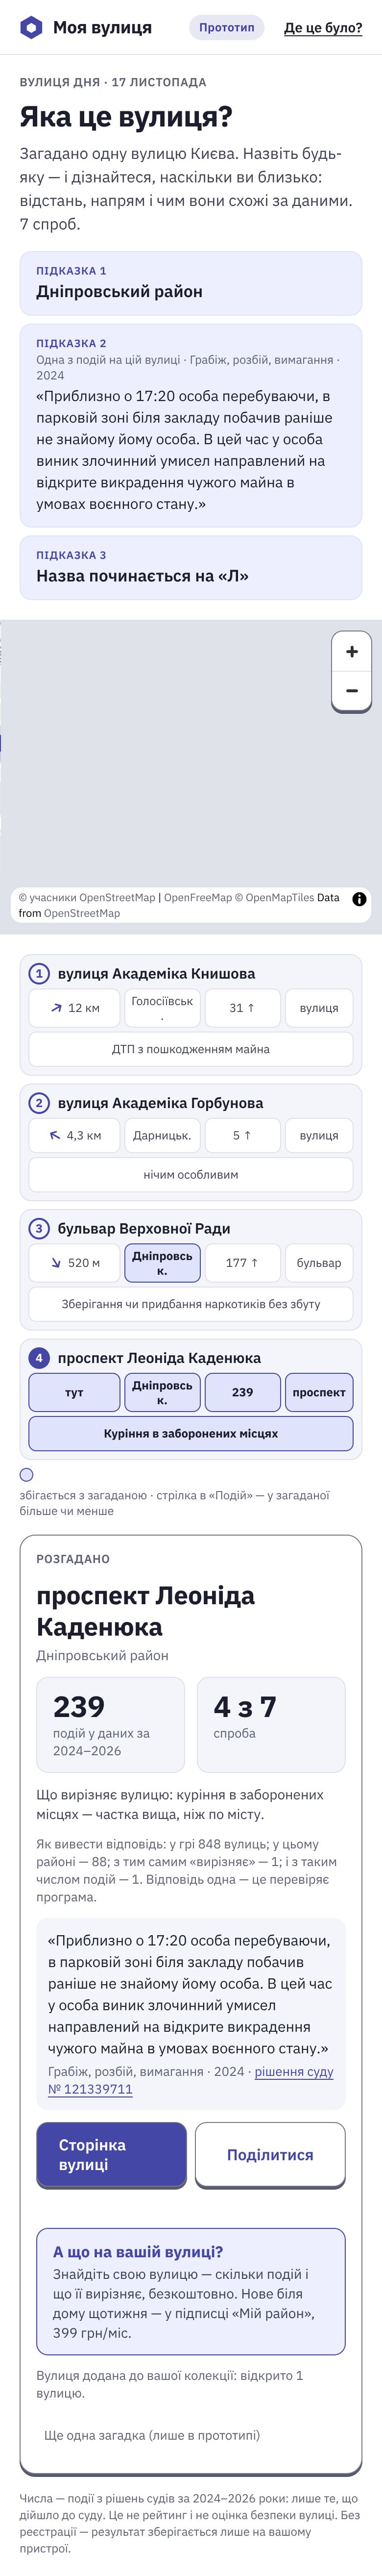 Моя вулиця
Прототип
Де це було?
ВУЛИЦЯ ДНЯ · 17 ЛИСТОПАДА
Яка це вулиця?
Загадано одну вулицю Києва. Назвіть будь-
яку — і дізнайтеся, наскільки ви близько:
відстань, напрям і чим вони схожі за даними.
7 спроб.
ПІДКАЗКА 1
Дніпровський район
ПІДКАЗКА 2
Одна з подій на цій вулиці · Грабіж, розбій, вимагання ·
2024
«Приблизно о 17:20 особа перебуваючи, в
парковій зоні біля закладу побачив раніше
не знайому йому особа. В цей час у особа
виник злочинний умисел направлений на
відкрите викрадення чужого майна в
умовах воєнного стану.»
ПІДКАЗКА 3
Назва починається на «Л»
+
−
© учасники OpenStreetMap | OpenFreeMap © OpenMapTiles Data
from OpenStreetMap
1 вулиця Академіка Книшова
12 км
Голосіївськ
.
31 ↑
вулиця
ДТП з пошкодженням майна
2 вулиця Академіка Горбунова
4,3 км
Дарницьк.
5 ↑
вулиця
нічим особливим
3 бульвар Верховної Ради
520 м
Дніпровсь
к.
177 ↑
бульвар
Зберігання чи придбання наркотиків без збуту
4 проспект Леоніда Каденюка
тут
Дніпровсь
к.
239
проспект
Куріння в заборонених місцях
збігається з загаданою · стрілка в «Подій» — у загаданої
більше чи менше
РОЗГАДАНО
проспект Леоніда
Каденюка
Дніпровський район
239
подій у даних за
2024–2026
4 з 7
спроба
Що вирізняє вулицю: куріння в заборонених
місцях — частка вища, ніж по місту.
Як вивести відповідь: у грі 848 вулиць; у цьому
районі — 88; з тим самим «вирізняє» — 1; і з таким
числом подій — 1. Відповідь одна — це перевіряє
програма.
«Приблизно о 17:20 особа перебуваючи,
в парковій зоні біля закладу побачив
раніше не знайому йому особа. В цей час
у особа виник злочинний умисел
направлений на відкрите викрадення
чужого майна в умовах воєнного стану.»
Грабіж, розбій, вимагання · 2024 · рішення суду
№ 121339711
Сторінка
вулиці
Поділитися
А що на вашій вулиці?
Знайдіть свою вулицю — скільки подій і
що її вирізняє, безкоштовно. Нове біля
дому щотижня — у підписці «Мій район»,
399 грн/міс.
Вулиця додана до вашої колекції: відкрито 1
вулицю.
Ще одна загадка (лише в прототипі)
Числа — події з рішень судів за 2024–2026 роки: лише те, що
дійшло до суду. Це не рейтинг і не оцінка безпеки вулиці. Без
реєстрації — результат зберігається лише на вашому
пристрої.